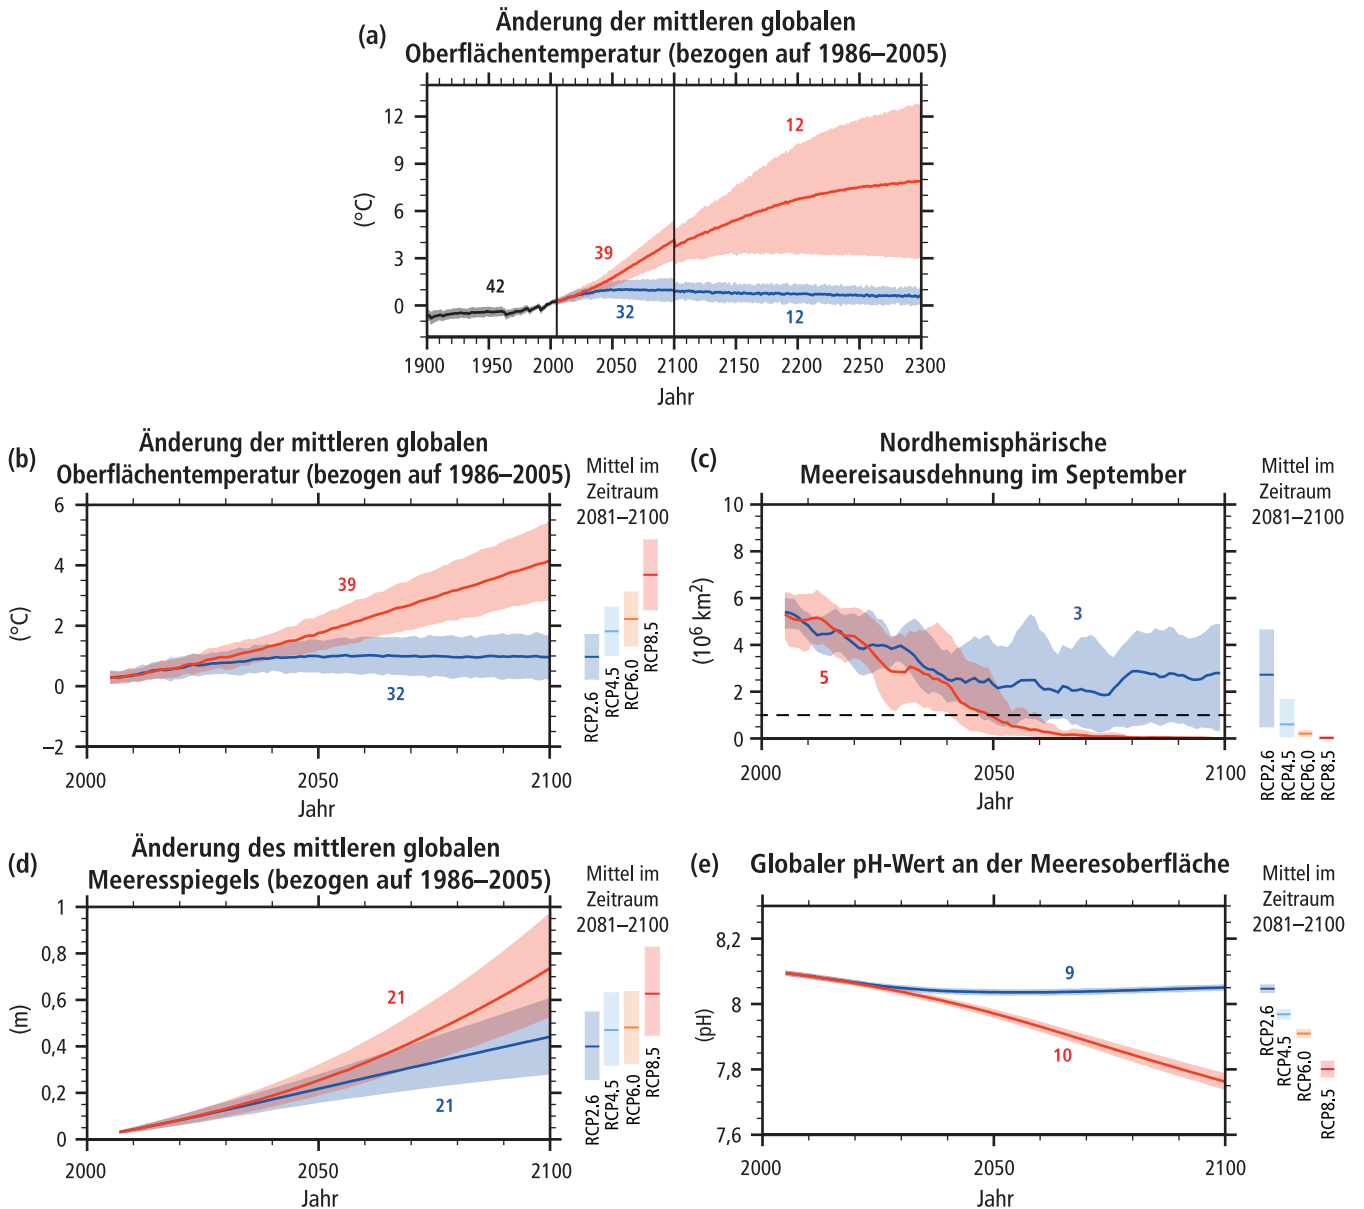 (a)
Änderung der mittleren globalen
Oberflächentemperatur (bezogen auf 1986–2005)
12
9
6
3
0
(°C)
42
39
32
12
12
1900
1950
2000
2050
2100
2150
2200
2250
2300
Jahr
(b)
Änderung der mittleren globalen
Oberflächentemperatur (bezogen auf 1986–2005)
Mittel im
Zeitraum
2081–2100
6
4
2
0
–2
(°C)
39
32
2000
2050
2100
Jahr
RCP2.6
RCP4.5
RCP6.0
RCP8.5
(c)
Nordhemisphärische
Meereisausdehnung im September
Mittel im
Zeitraum
2081–2100
10
8
6
4
2
0
(10⁶ km²)
3
5
2000
2050
2100
Jahr
RCP2.6
RCP4.5
RCP6.0
RCP8.5
(d)
Änderung des mittleren globalen
Meeresspiegels (bezogen auf 1986–2005)
Mittel im
Zeitraum
2081–2100
1
0,8
0,6
0,4
0,2
0
(m)
21
21
2000
2050
2100
Jahr
RCP2.6
RCP4.5
RCP6.0
RCP8.5
(e)
Globaler pH-Wert an der Meeresoberfläche
Mittel im
Zeitraum
2081–2100
8,2
8
7,8
7,6
(pH)
9
10
2000
2050
2100
Jahr
RCP2.6
RCP4.5
RCP6.0
RCP8.5